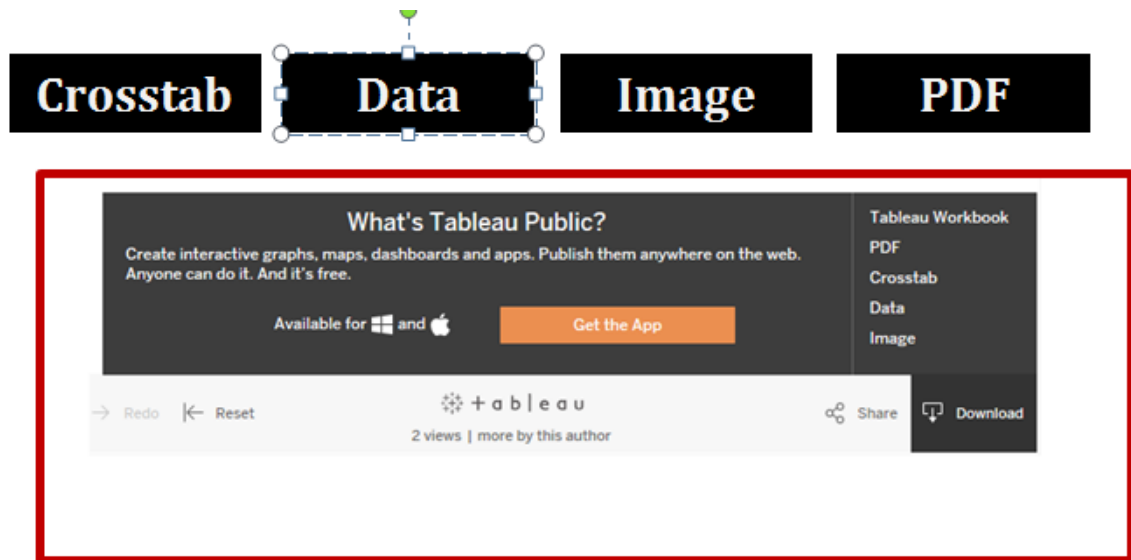 Crosstab Data Image PDF
What's Tableau Public?
Create interactive graphs, maps, dashboards and apps. Publish them anywhere on the web.
Anyone can do it. And it's free.
Available for and
Get the App
Tableau Workbook
PDF
Crosstab
Data
Image
Redo Reset
+ a b | e a u
2 views | more by this author
Share Download